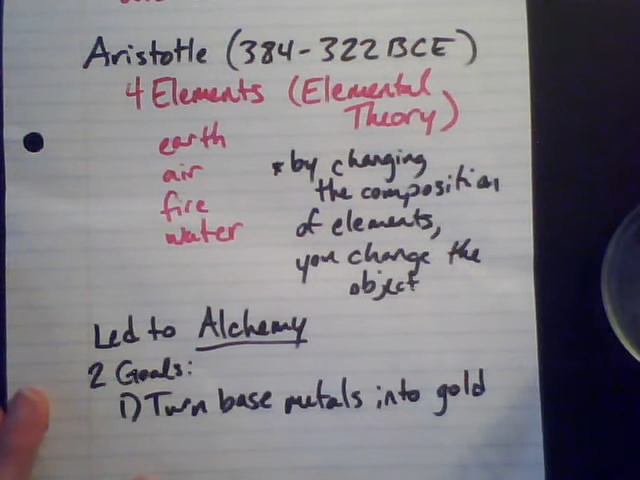 Aristotle (384-322 BCE)
4 Elements (Elemental Theory)
earth
air
fire
water
* by changing
the composition
of elements,
you change the
object
Led to Alchemy
2 Goals:
1) Turn base metals into gold